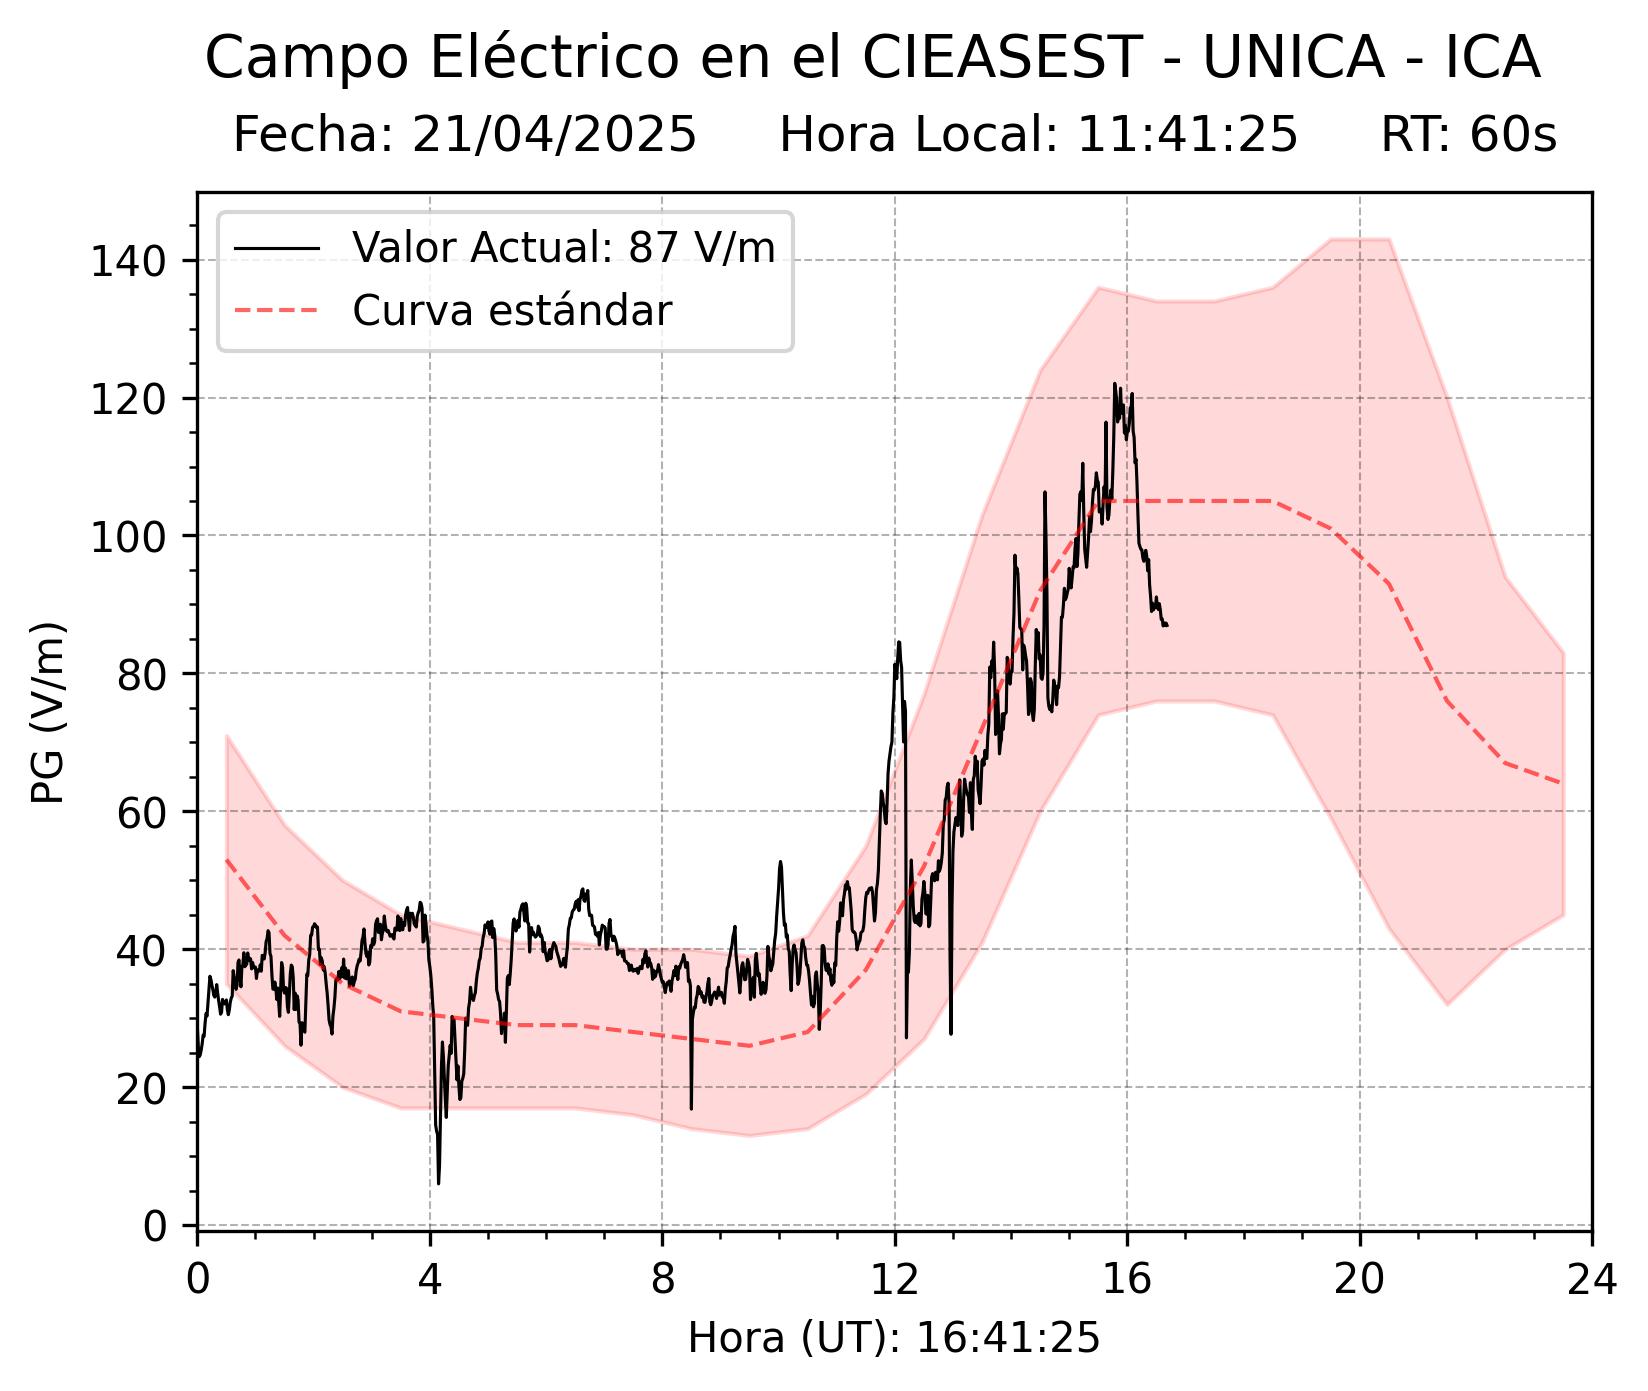 Campo Eléctrico en el CIEASEST - UNICA - ICA
Fecha: 21/04/2025 Hora Local: 11:41:25 RT: 60s
Valor Actual: 87 V/m
Curva estándar
PG (V/m)
140
120
100
80
60
40
20
0
0 4 8 12 16 20 24
Hora (UT): 16:41:25